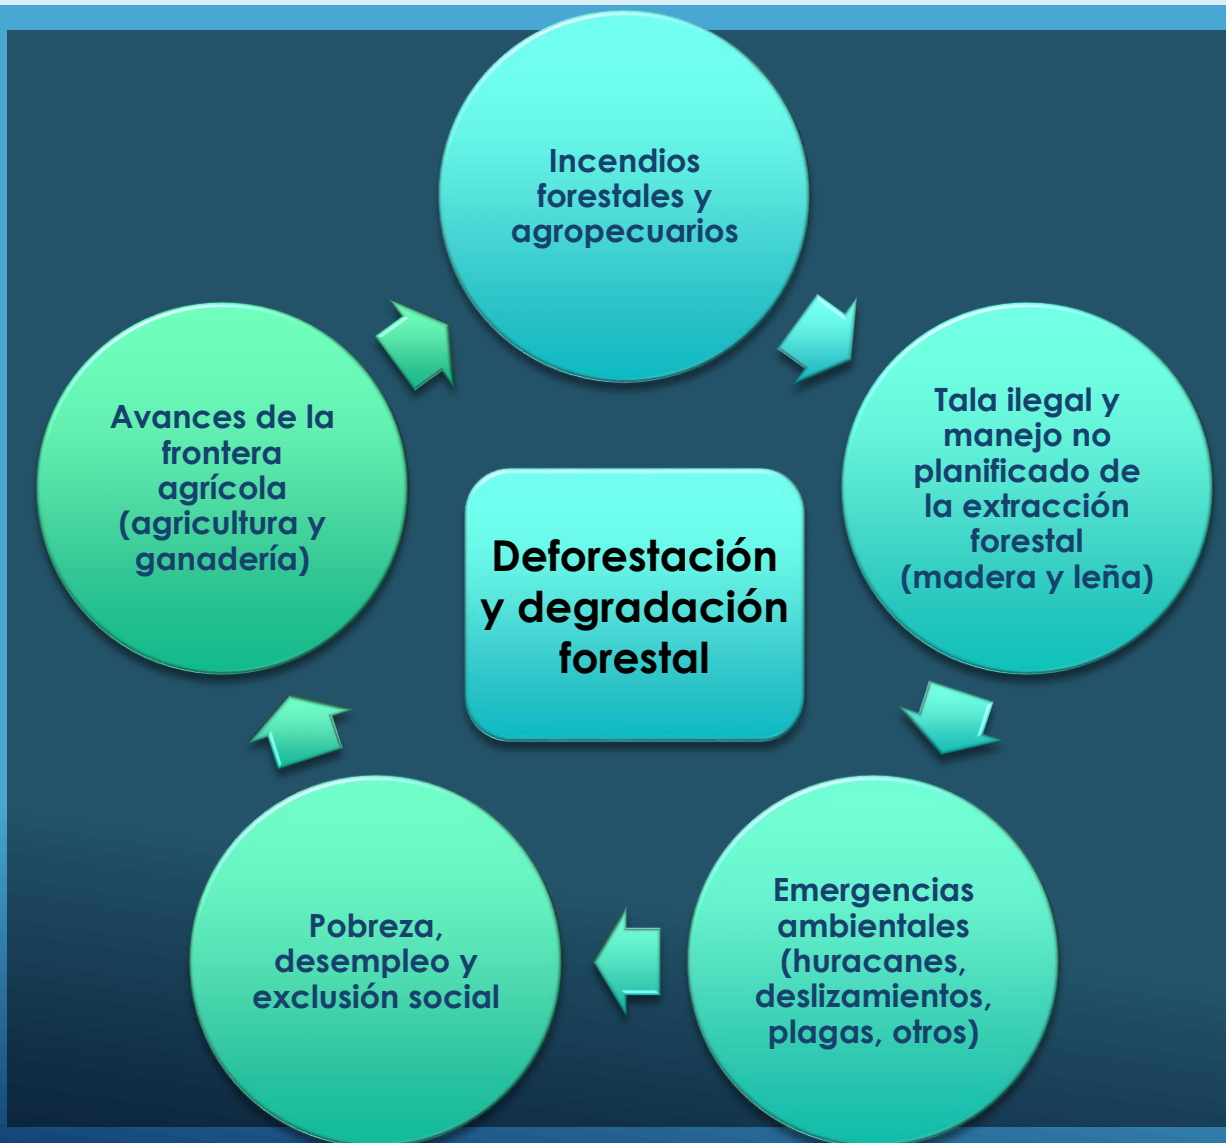 Incendios
forestales y
agropecuarios
Tala ilegal y
manejo no
planificado de
la extracción
forestal
(madera y leña)
Emergencias
ambientales
(huracanes,
deslizamientos,
plagas, otros)
Pobreza,
desempleo y
exclusión social
Avances de la
frontera
agrícola
(agricultura y
ganadería)
Deforestación
y degradación
forestal